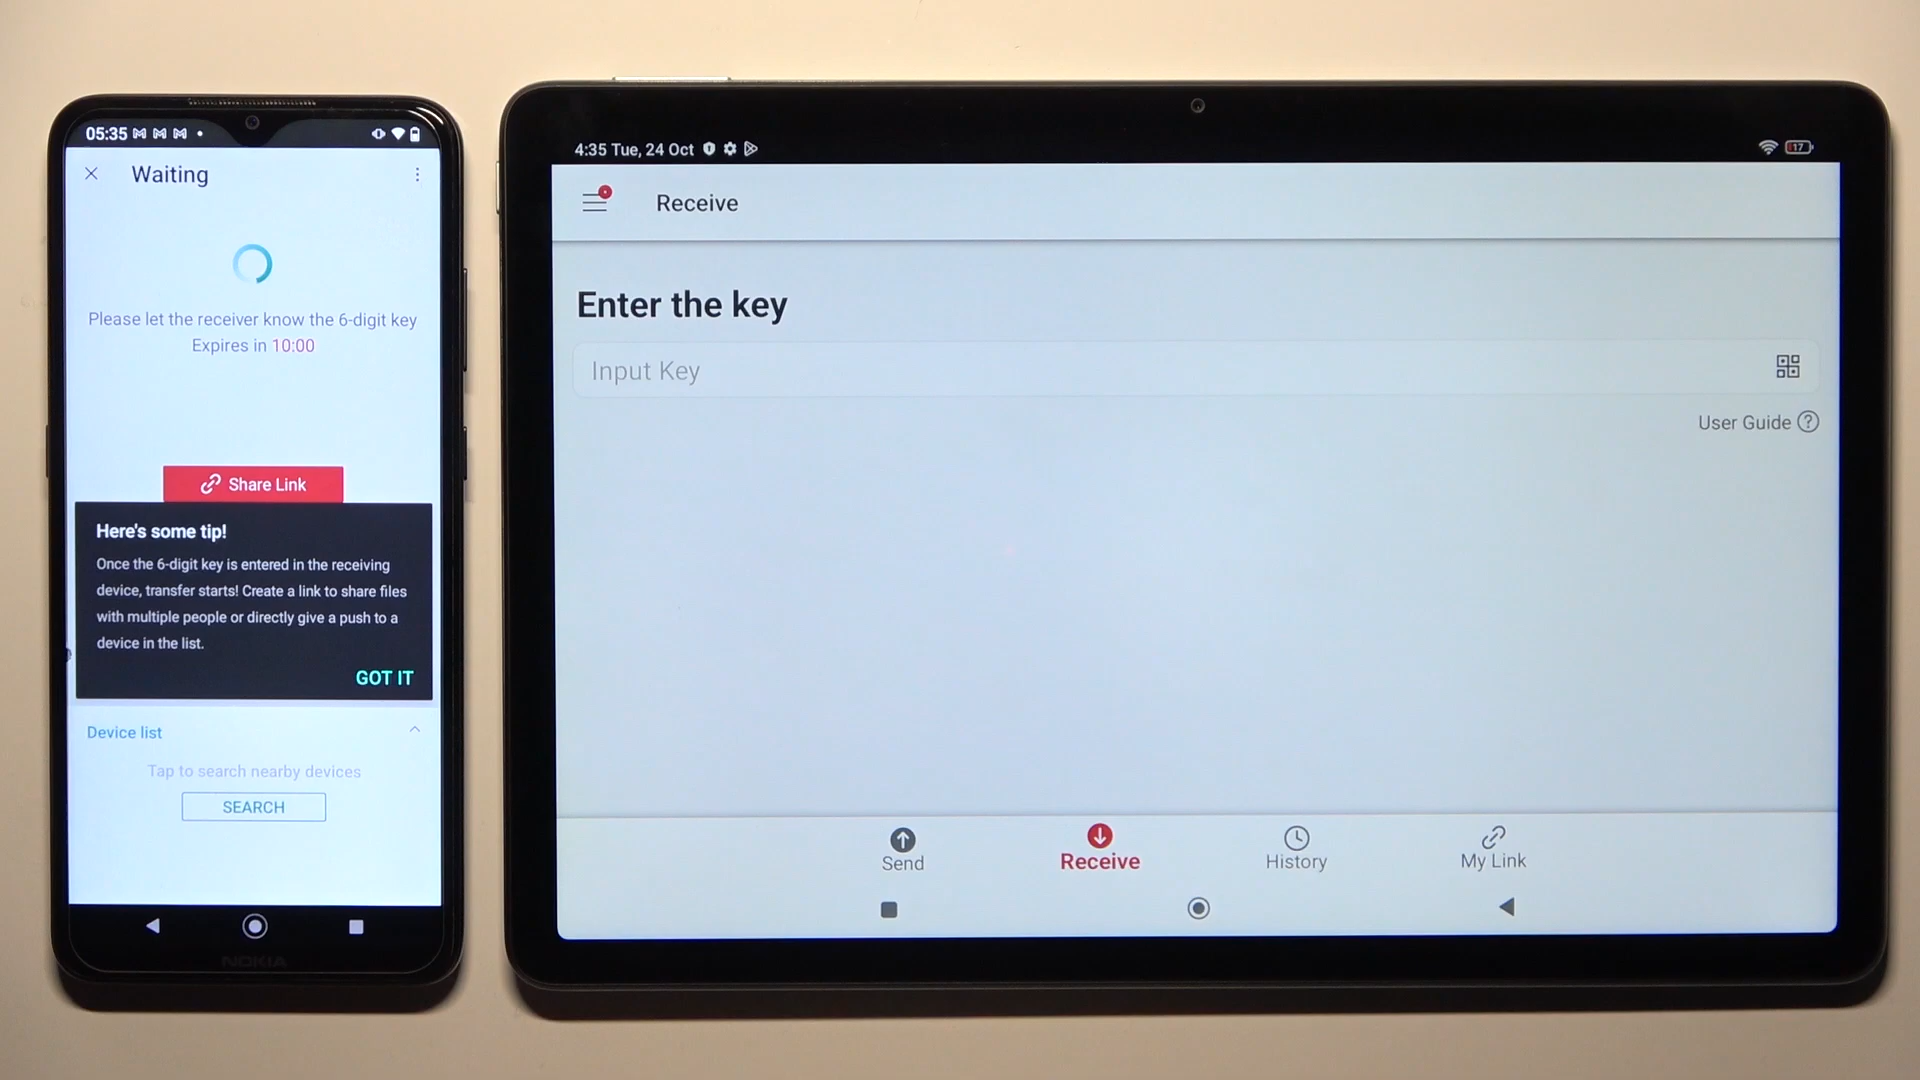 05:35
Waiting
Please let the receiver know the 6-digit key
Expires in 10:00
Share Link
Here's some tip!
Once the 6-digit key is entered in the receiving
device, transfer starts! Create a link to share files
with multiple people or directly give a push to a
device in the list.
GOT IT
Device list
Tap to search nearby devices
SEARCH
NOKIA
4:35 Tue, 24 Oct
17
Receive
Enter the key
Input Key
User Guide
Send
Receive
History
My Link